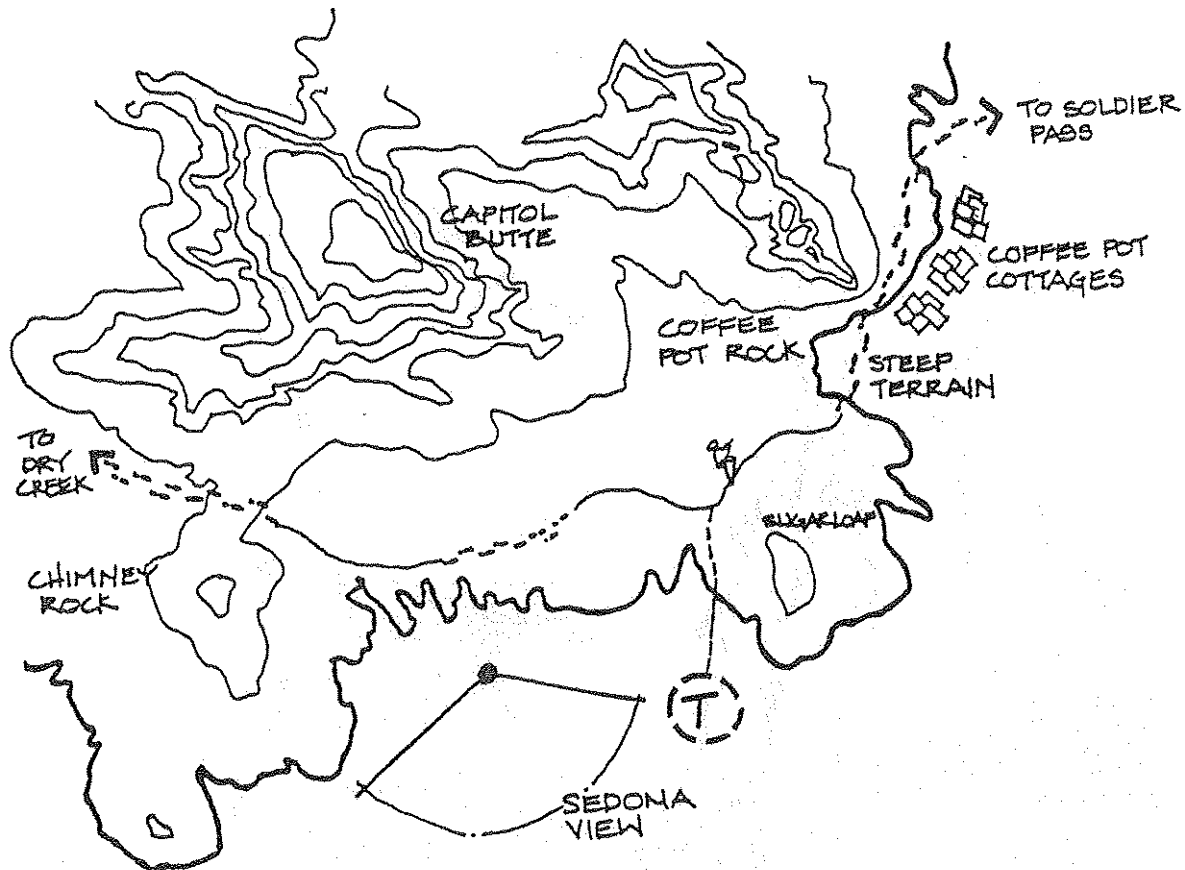 TO SOLDIER
PASS
CAPITOL
BUTTE
COFFEE POT
COTTAGES
COFFEE
POT ROCK
STEEP
TERRAIN
TO
DRY
CREEK
SUGARLOAF
CHIMNEY
ROCK
T
SEDONA
VIEW